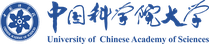 中国科学院大学
University of Chinese Academy of Sciences